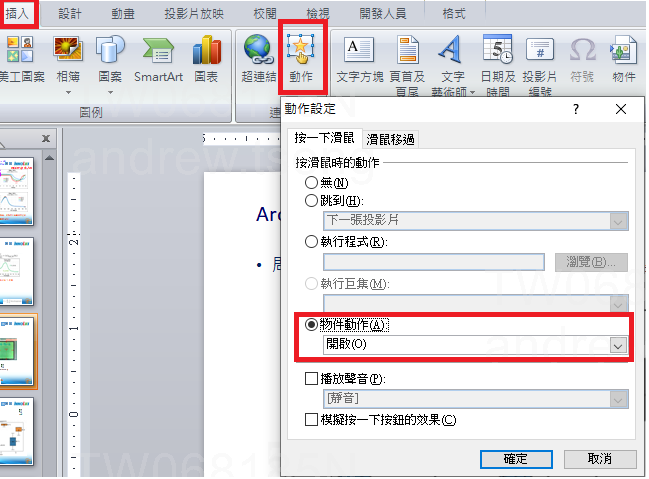 插入 設計 動畫 投影片放映 校閱 檢視 開發人員 格式
美工圖案 相簿 圖案 SmartArt 圖表 超連結 動作 文字方塊 頁首及頁尾 文字藝術師 日期及時間 投影片編號 符號 物件
圖例
動作設定
按一下滑鼠 滑鼠移過
按滑鼠時的動作
無(N)
跳到(H):
下一張投影片
執行程式(R):
瀏覽(B)...
執行巨集(M):
物件動作(A):
開啟(O)
播放聲音(P):
[靜音]
模擬按一下按鈕的效果(C)
確定 取消
Arc
2
1
0